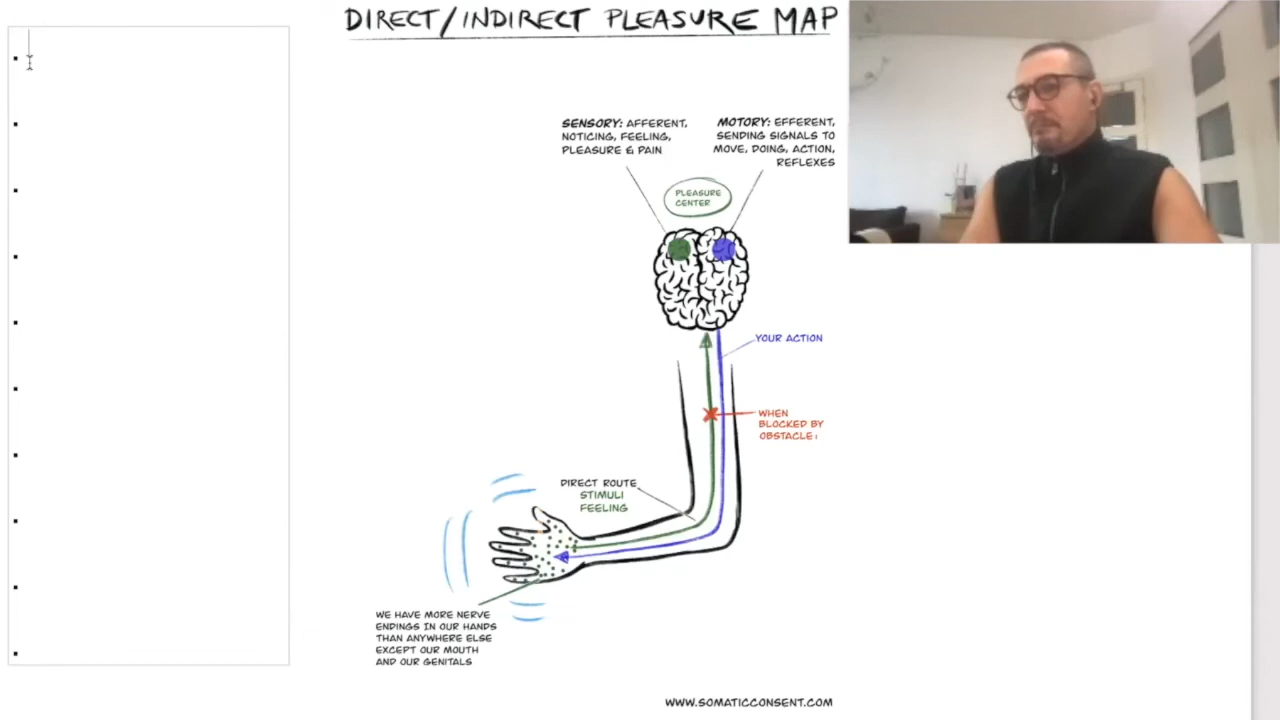 DIRECT/INDIRECT PLEASURE MAP
SENSORY: AFFERENT,
NOTICING, FEELING,
PLEASURE & PAIN
MOTORY: EFFERENT,
SENDING SIGNALS TO
MOVE, DOING, ACTION,
REFLEXES
PLEASURE
CENTER
YOUR ACTION
WHEN
BLOCKED BY
OBSTACLE:
DIRECT ROUTE
STIMULI
FEELING
WE HAVE MORE NERVE
ENDINGS IN OUR HANDS
THAN ANYWHERE ELSE
EXCEPT OUR MOUTH
AND OUR GENITALS
WWW.SOMATICCONSENT.COM